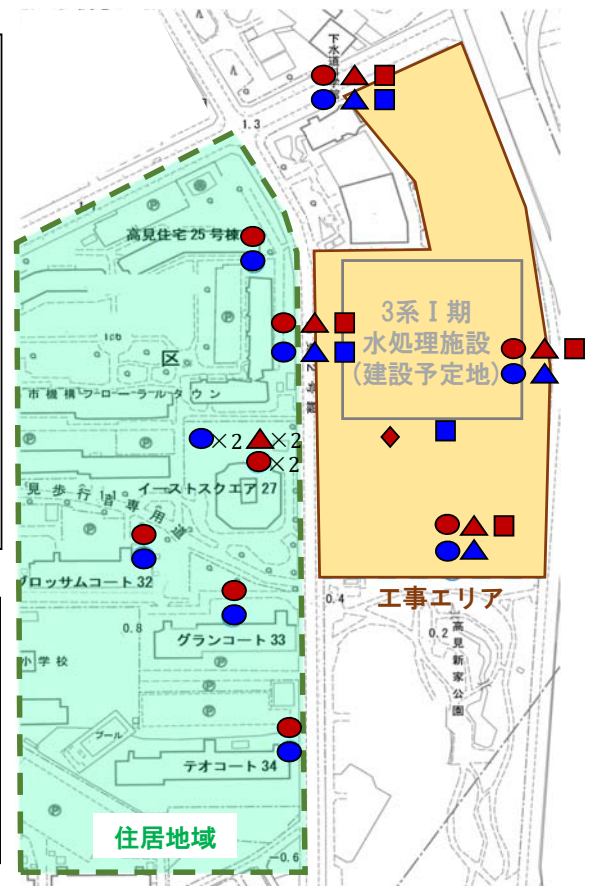 下水道
1.3
高見住宅25号棟
3系Ⅰ期
水処理施設
(建設予定地)
区
市機構フローラルタウン
×2 ×2
×2
見歩行者専用道
イーストスクエア27
ブロッサムコート32
工事エリア
0.4
0.8
グランコート33
0.2
高見新家公園
小学校
プール
テオコート34
住居地域
-0.6